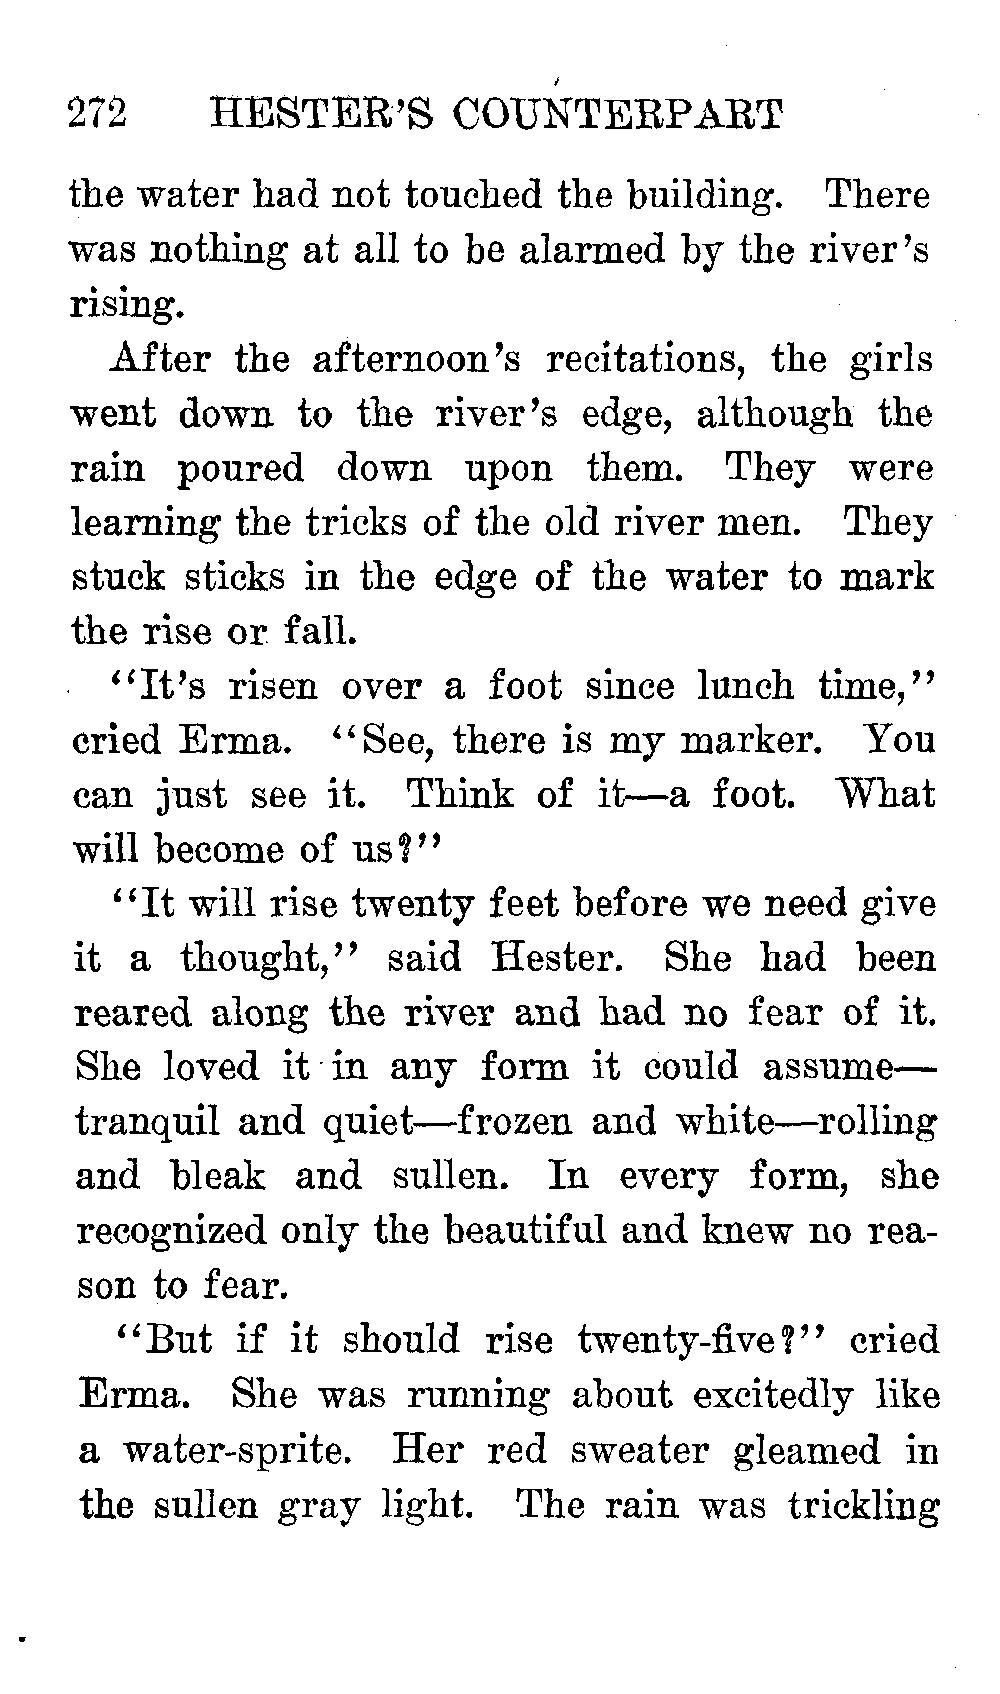 272 HESTER'S COUNTERPART
the water had not touched the building. There
was nothing at all to be alarmed by the river's
rising.
After the afternoon's recitations, the girls
went down to the river's edge, although the
rain poured down upon them. They were
learning the tricks of the old river men. They
stuck sticks in the edge of the water to mark
the rise or fall.
"It's risen over a foot since lunch time,"
cried Erma. "See, there is my marker. You
can just see it. Think of it—a foot. What
will become of us?"
"It will rise twenty feet before we need give
it a thought," said Hester. She had been
reared along the river and had no fear of it.
She loved it in any form it could assume—
tranquil and quiet—frozen and white—rolling
and bleak and sullen. In every form, she
recognized only the beautiful and knew no rea-
son to fear.
"But if it should rise twenty-five?" cried
Erma. She was running about excitedly like
a water-sprite. Her red sweater gleamed in
the sullen gray light. The rain was trickling